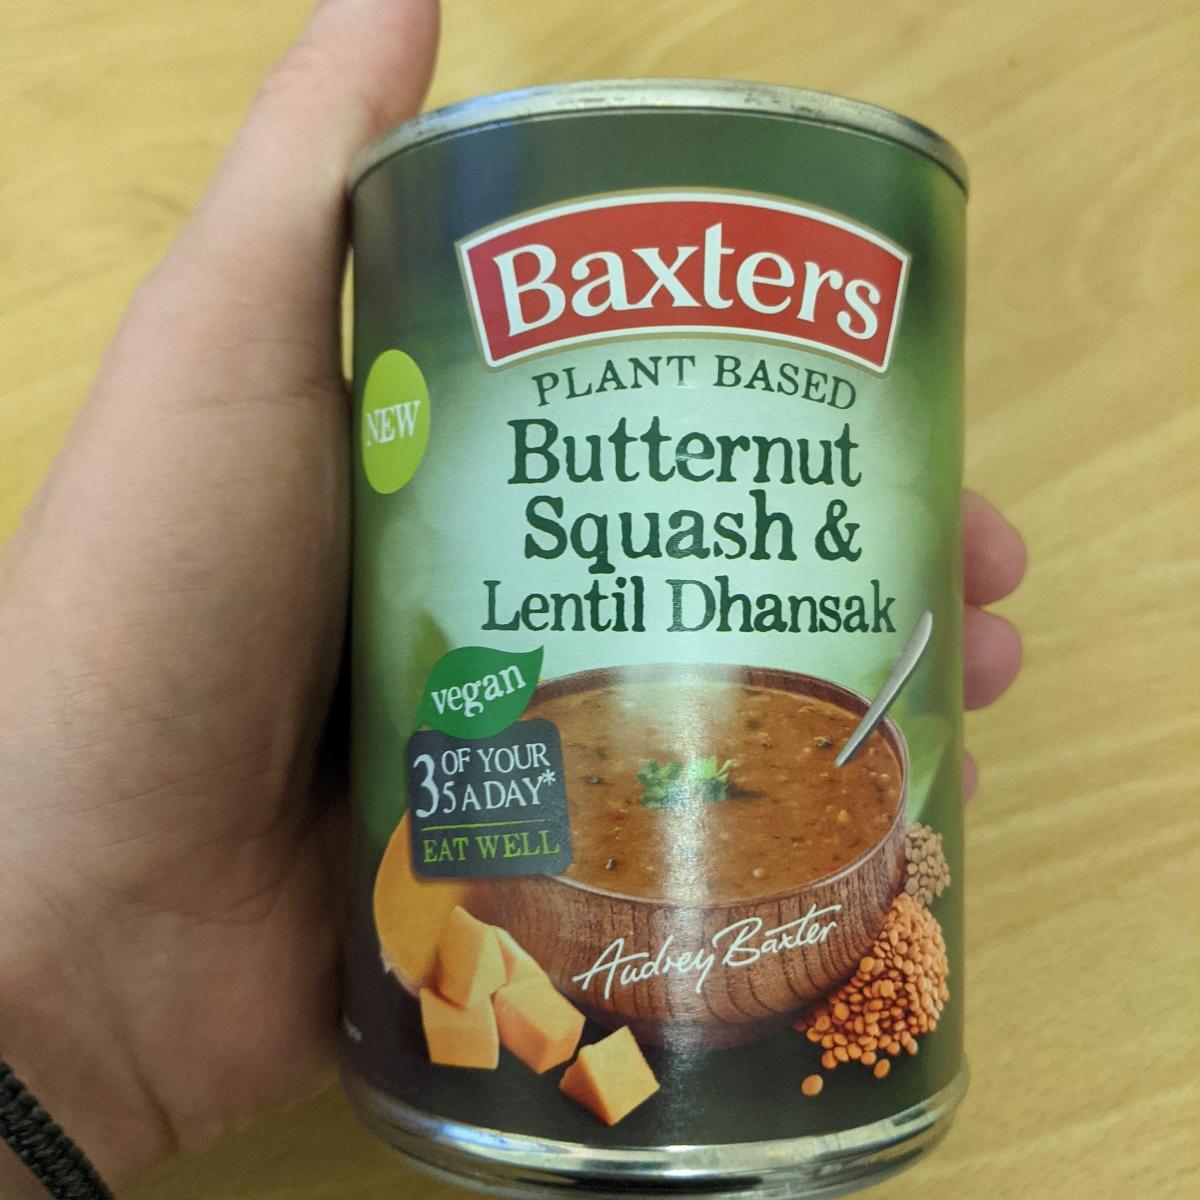 Baxters
PLANT BASED
NEW
Butternut
Squash &
Lentil Dhansak
vegan
3 OF YOUR
5 A DAY*
EAT WELL
Audrey Baxter